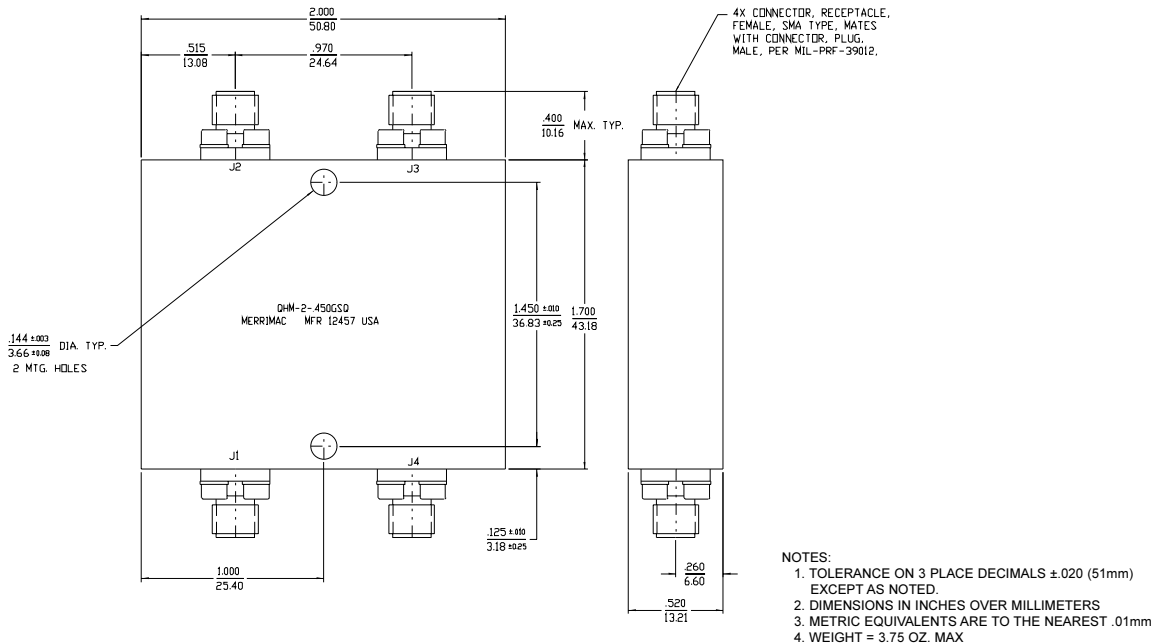 2.000
50.80
.515
13.08
.970
24.64
4X CONNECTOR, RECEPTACLE,
FEMALE, SMA TYPE, MATES
WITH CONNECTOR, PLUG,
MALE, PER MIL-PRF-39012.
.400
10.16
MAX. TYP.
J2
J3
QHM-2-.450GSQ
MERRIMAC MFR 12457 USA
1.450 ±.010
36.83 ±0.25
1.700
43.18
.144 ±.003
3.66 ±0.08
DIA. TYP.
2 MTG. HOLES
J1
J4
.125 ±.010
3.18 ±0.25
1.000
25.40
.260
6.60
.520
13.21
NOTES:
1. TOLERANCE ON 3 PLACE DECIMALS ±.020 (51mm)
EXCEPT AS NOTED.
2. DIMENSIONS IN INCHES OVER MILLIMETERS
3. METRIC EQUIVALENTS ARE TO THE NEAREST .01mm
4. WEIGHT = 3.75 OZ. MAX